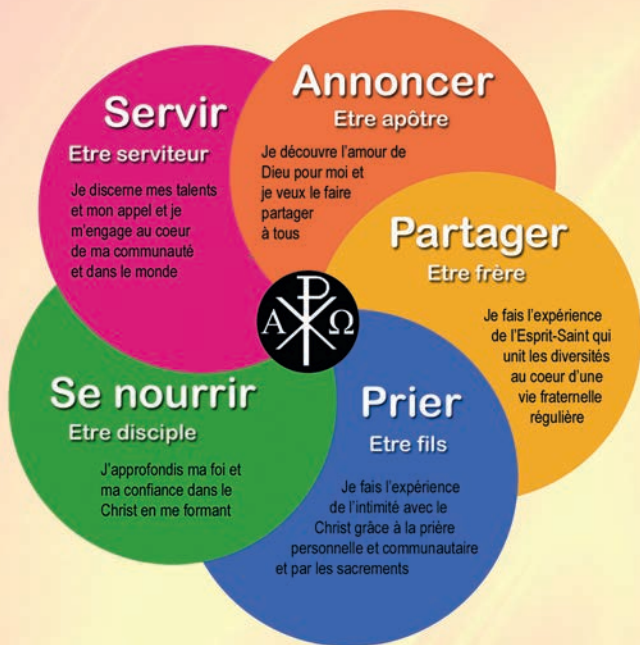 Servir
Etre serviteur
Je discerne mes talents
et mon appel et je
m'engage au coeur
de ma communauté
et dans le monde
Annoncer
Etre apôtre
Je découvre l'amour de
Dieu pour moi et
je veux le faire
partager
à tous
Partager
Etre frère
Je fais l'expérience
de l'Esprit-Saint qui
unit les diversités
au coeur d'une
vie fraternelle
régulière
Α Ω
Se nourrir
Etre disciple
J'approfondis ma foi et
ma confiance dans le
Christ en me formant
Prier
Etre fils
Je fais l'expérience
de l'intimité avec le
Christ grâce à la prière
personnelle et communautaire
et par les sacrements